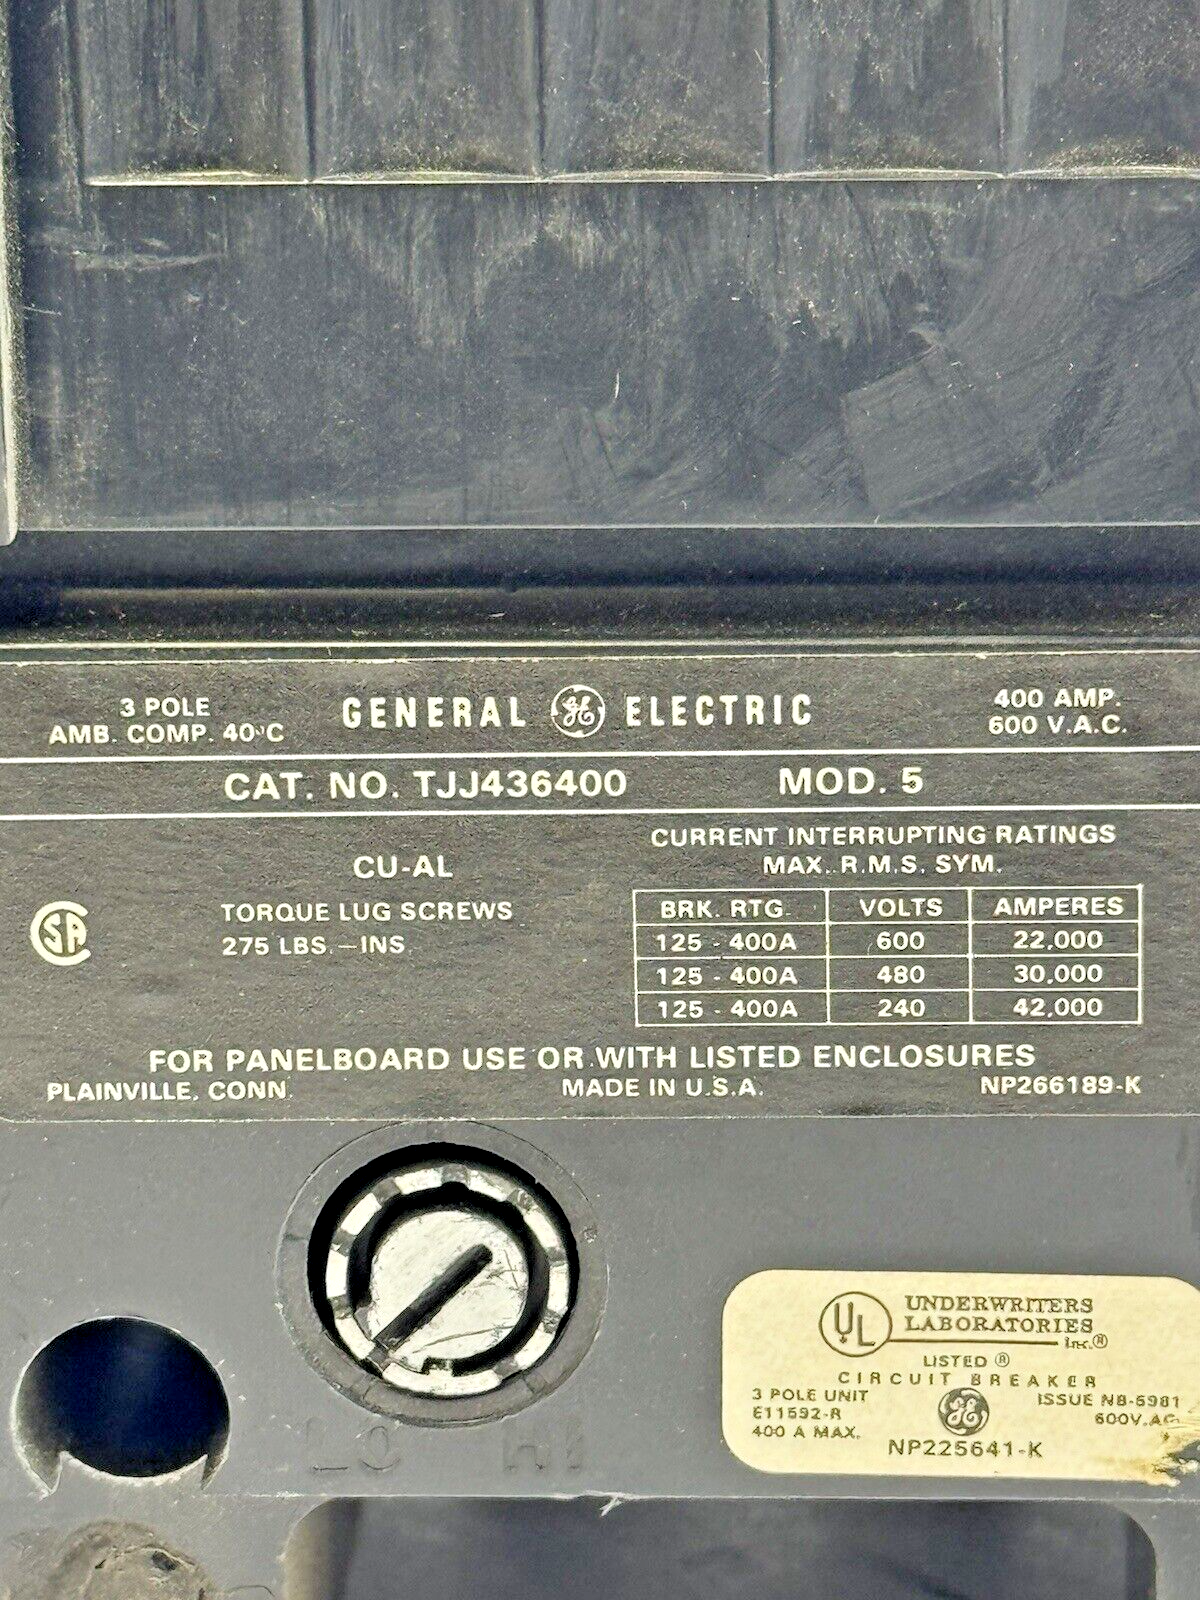 3 POLE
AMB. COMP. 40°C
GENERAL GE ELECTRIC
400 AMP.
600 V.A.C.
CAT. NO. TJJ436400 MOD. 5
CU-AL
SA
TORQUE LUG SCREWS
275 LBS.-INS.
CURRENT INTERRUPTING RATINGS
MAX. R.M.S. SYM.
BRK. RTG. VOLTS AMPERES
125 - 400A 600 22,000
125 - 400A 480 30,000
125 - 400A 240 42,000
FOR PANELBOARD USE OR WITH LISTED ENCLOSURES
PLAINVILLE, CONN. MADE IN U.S.A. NP266189-K
LO HI
UL UNDERWRITERS
LABORATORIES
INC.®
LISTED ®
CIRCUIT BREAKER
3 POLE UNIT
E11592-R
400 A MAX.
GE
ISSUE NB-5981
600V.AC
NP225641-K